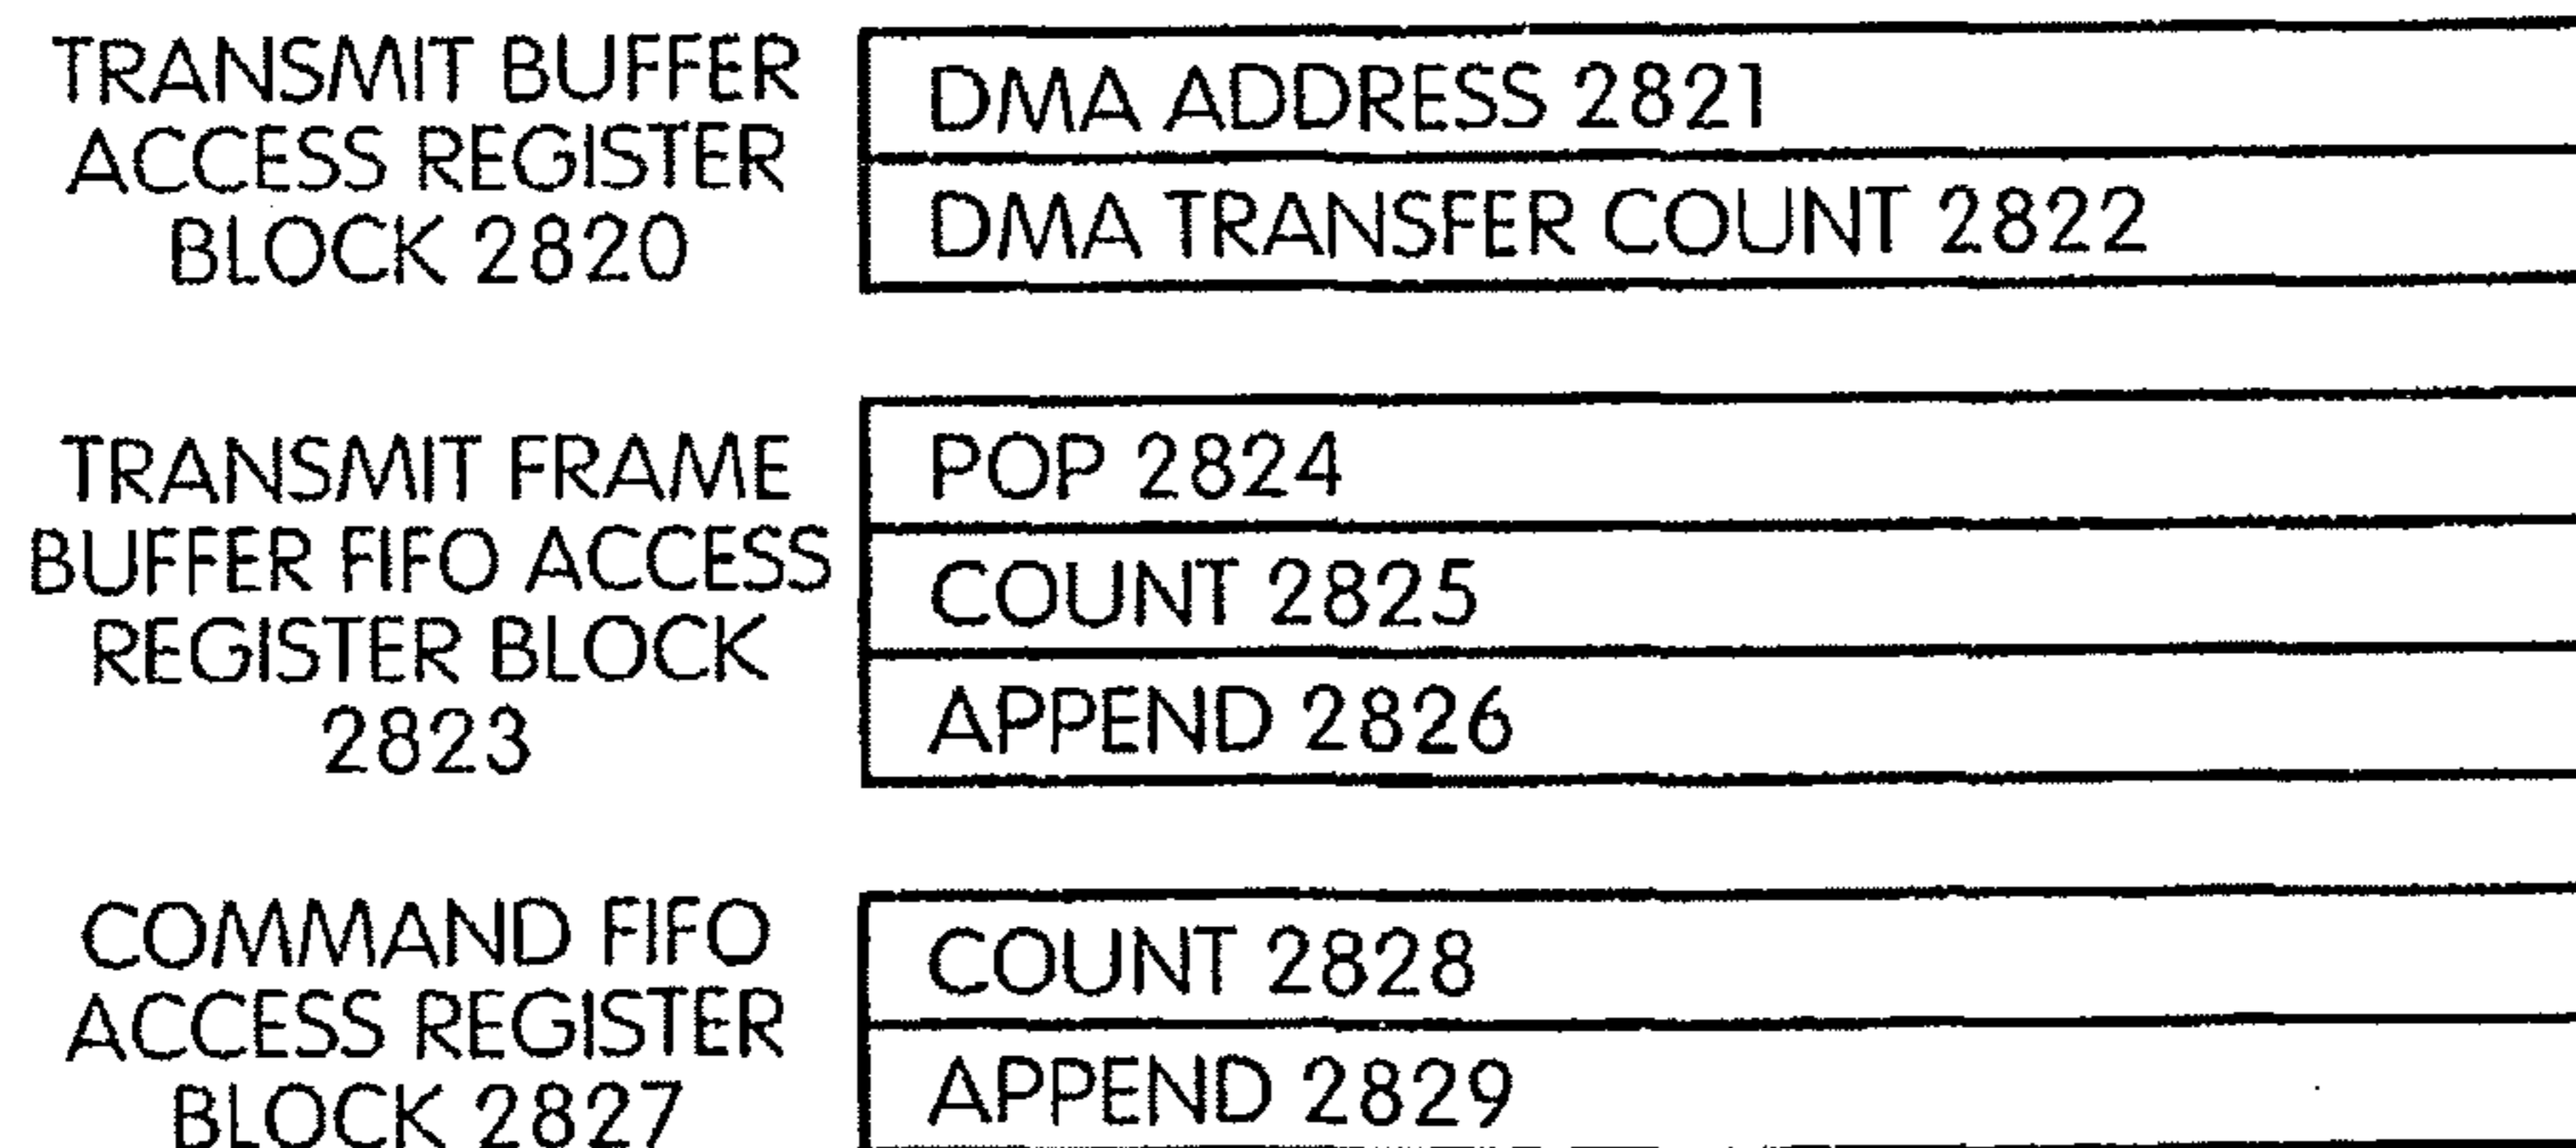 TRANSMIT BUFFER
ACCESS REGISTER
BLOCK 2820
DMA ADDRESS 2821
DMA TRANSFER COUNT 2822
TRANSMIT FRAME
BUFFER FIFO ACCESS
REGISTER BLOCK
2823
POP 2824
COUNT 2825
APPEND 2826
COMMAND FIFO
ACCESS REGISTER
BLOCK 2827
COUNT 2828
APPEND 2829